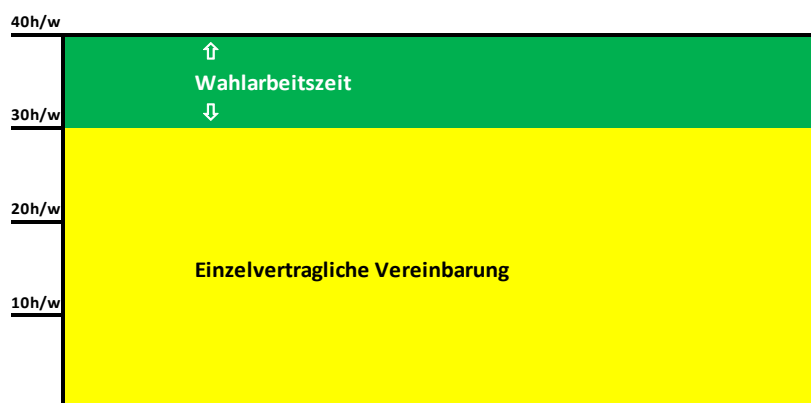 40h/w
Wahlarbeitszeit
30h/w
20h/w
Einzelvertragliche Vereinbarung
10h/w